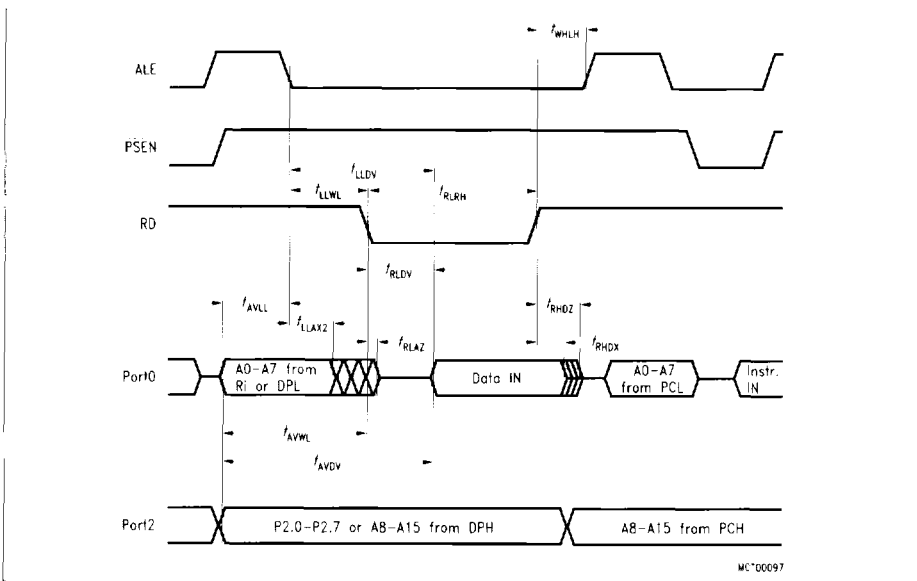 tWHLH
ALE
PSEN
tLLDV
tLLWL
tRLRH
RD
tRLDV
tAVLL
tRHDZ
tLLAX2
tRLAZ
tRHDX
Port0
A0-A7 from
Ri or DPL
Data IN
A0-A7
from PCL
Instr.
IN
tAVWL
tAVDV
Port2
P2.0-P2.7 or A8-A15 from DPH
A8-A15 from PCH
MC*00097